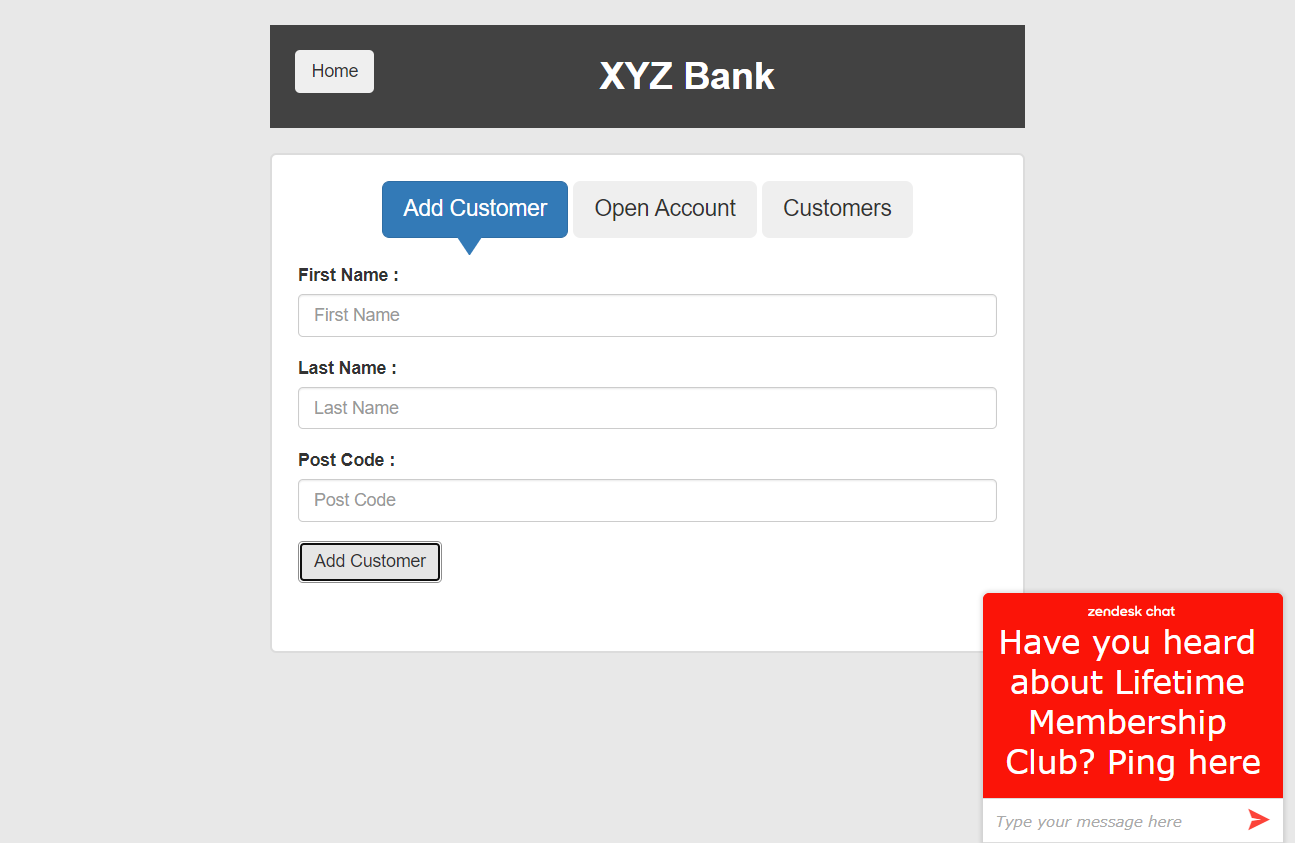 Home
XYZ Bank
Add Customer
Open Account
Customers
First Name :
First Name
Last Name :
Last Name
Post Code :
Post Code
Add Customer
zendesk chat
Have you heard
about Lifetime
Membership
Club? Ping here
Type your message here